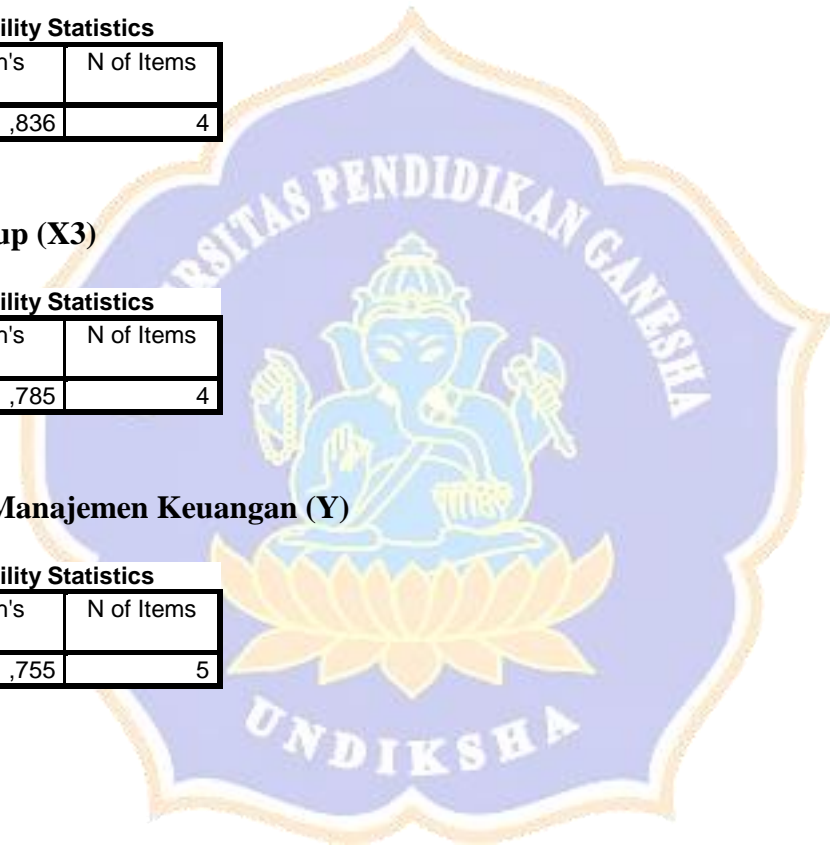 ility Statistics
n's N of Items
,836 4
up (X3)
ility Statistics
n's N of Items
,785 4
Manajemen Keuangan (Y)
ility Statistics
n's N of Items
,755 5
RSITAS PENDIDIKAN GANESHA
UNDIKSHA